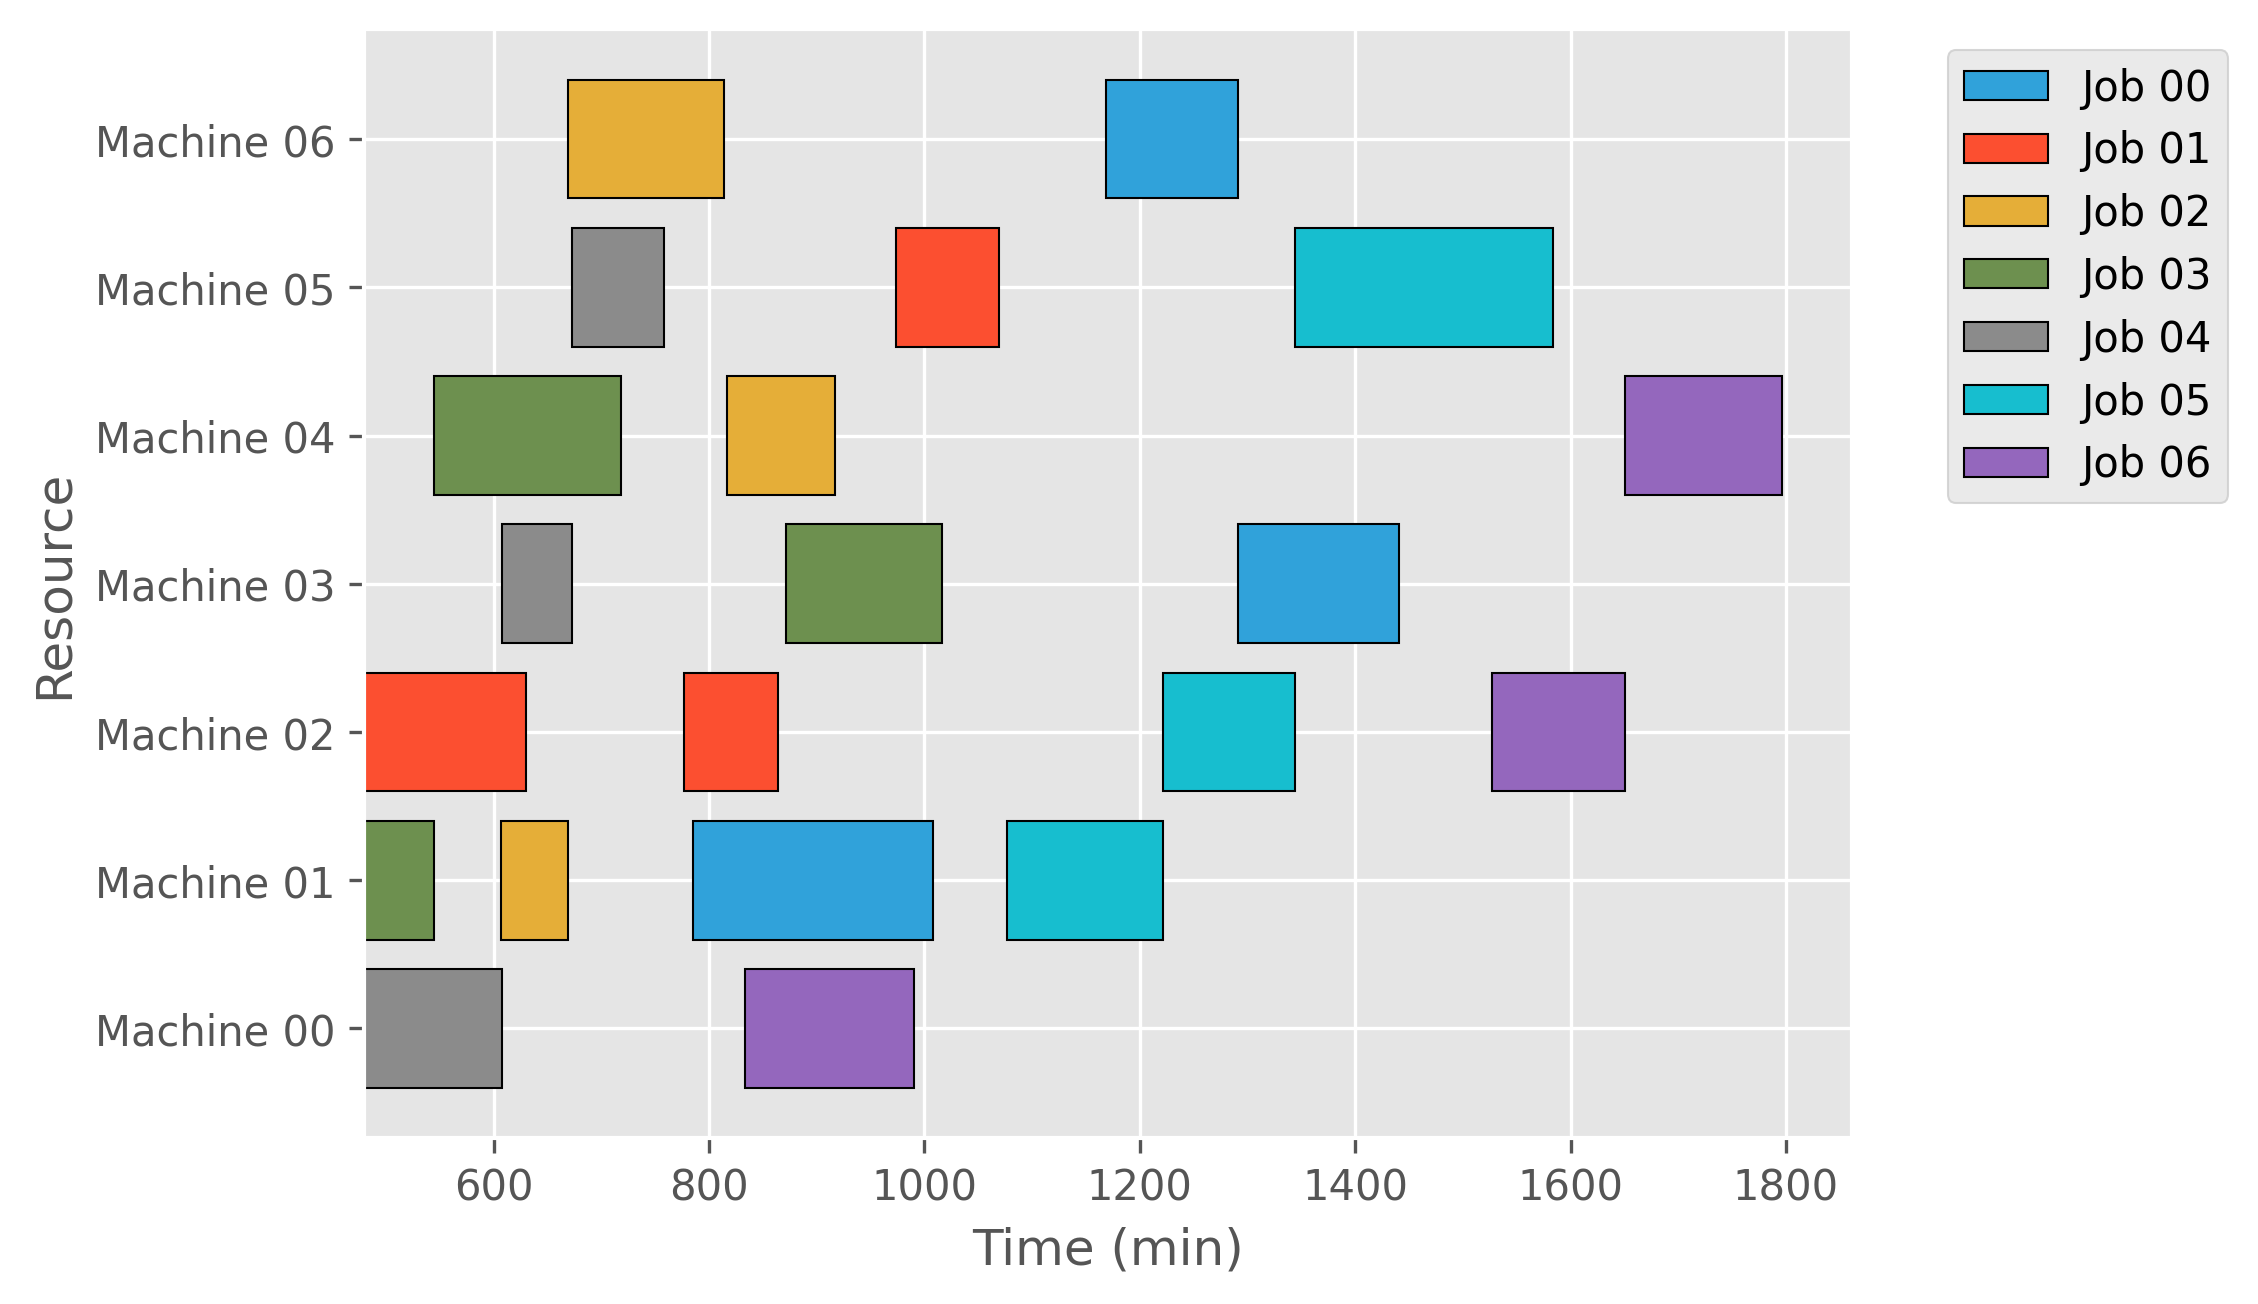 Machine 06
Machine 05
Machine 04
Machine 03
Machine 02
Machine 01
Machine 00
Resource
600 800 1000 1200 1400 1600 1800
Time (min)
Job 00
Job 01
Job 02
Job 03
Job 04
Job 05
Job 06